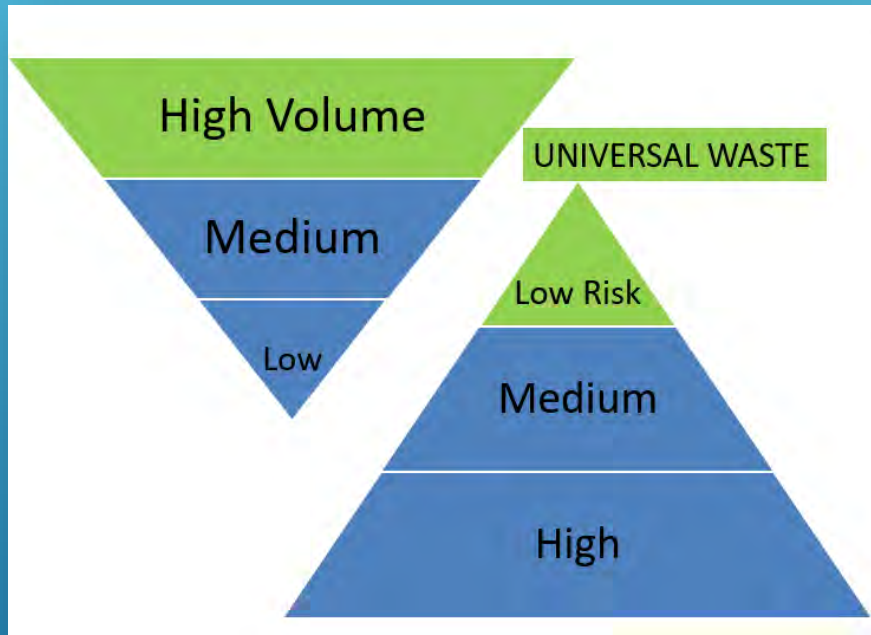 High Volume
Medium
Low
UNIVERSAL WASTE
Low Risk
Medium
High